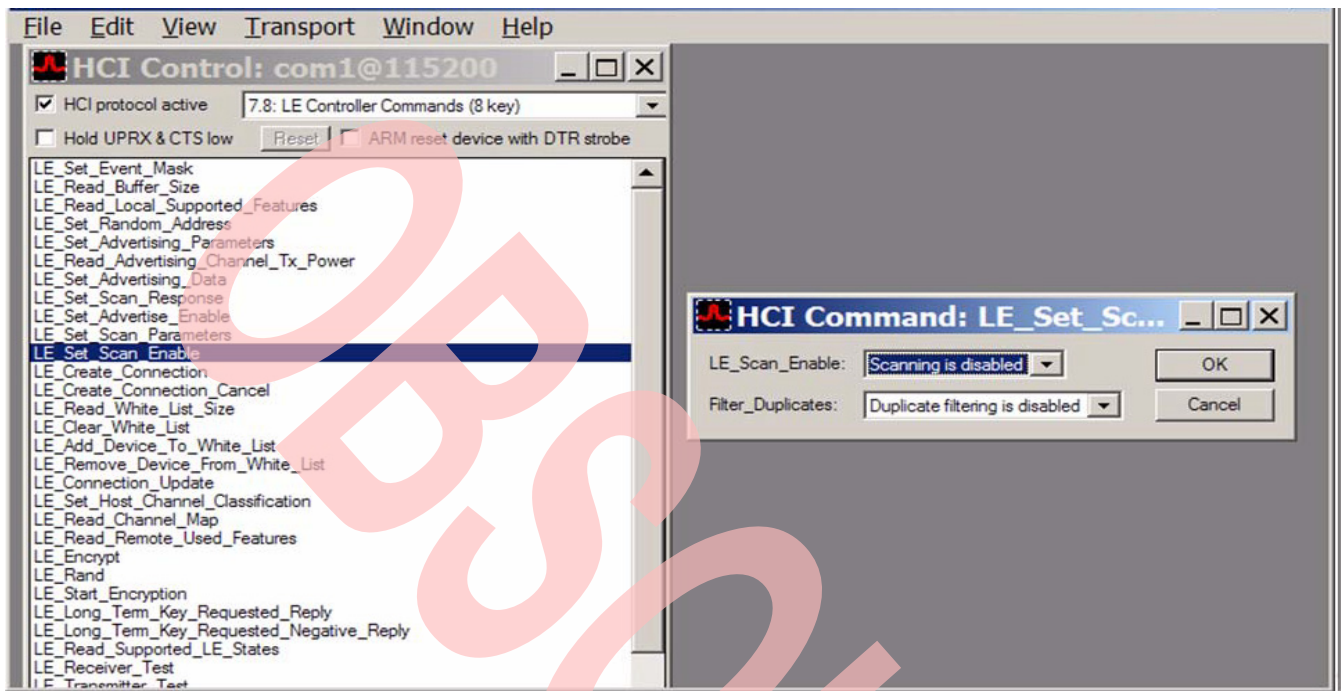 File Edit View Transport Window Help
HCI Control: com1@115200
HCI protocol active 7.8: LE Controller Commands (8 key)
Hold UPRX & CTS low Reset ARM reset device with DTR strobe
LE_Set_Event_Mask
LE_Read_Buffer_Size
LE_Read_Local_Supported_Features
LE_Set_Random_Address
LE_Set_Advertising_Parameters
LE_Read_Advertising_Channel_Tx_Power
LE_Set_Advertising_Data
LE_Set_Scan_Response
LE_Set_Advertise_Enable
LE_Set_Scan_Parameters
LE_Set_Scan_Enable
LE_Create_Connection
LE_Create_Connection_Cancel
LE_Read_White_List_Size
LE_Clear_White_List
LE_Add_Device_To_White_List
LE_Remove_Device_From_White_List
LE_Connection_Update
LE_Set_Host_Channel_Classification
LE_Read_Channel_Map
LE_Read_Remote_Used_Features
LE_Encrypt
LE_Rand
LE_Start_Encryption
LE_Long_Term_Key_Requested_Reply
LE_Long_Term_Key_Requested_Negative_Reply
LE_Read_Supported_LE_States
LE_Receiver_Test
LE_Transmitter_Test
HCI Command: LE_Set_Sc...
LE_Scan_Enable: Scanning is disabled OK
Filter_Duplicates: Duplicate filtering is disabled Cancel
OBSO